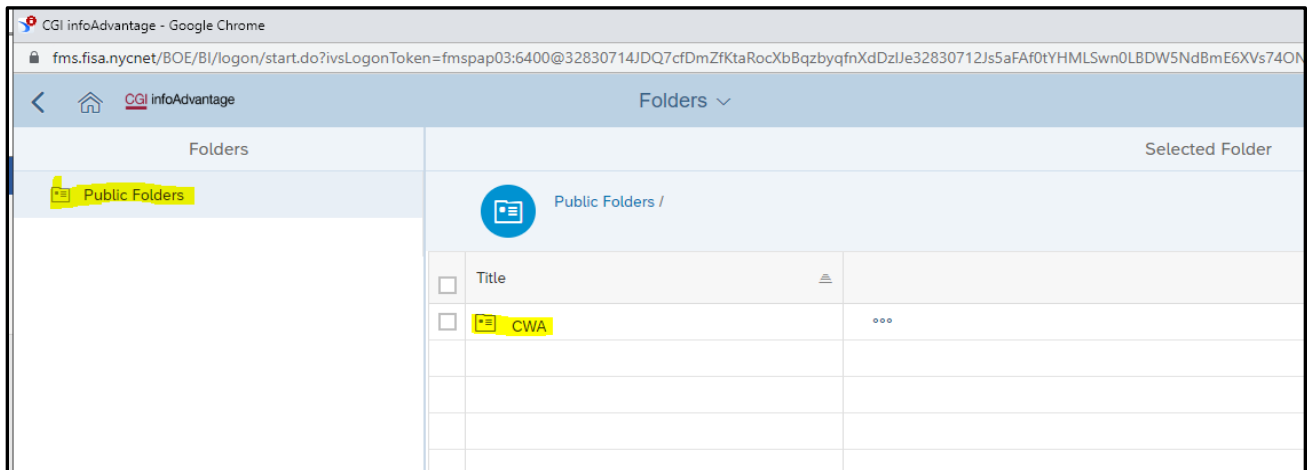 CGI infoAdvantage - Google Chrome
fms.fisa.nycnet/BOE/BI/logon/start.do?ivsLogonToken=fmspap03:6400@32830714JDQ7cfDmZfKtaRocXbBqzbyqfnXdDzlJe32830712Js5aFAf0tYHMLSwn0LBDW5NdBmE6XVs74ON
CGI infoAdvantage
Folders
Folders
Selected Folder
Public Folders
Public Folders /
Title
CWA